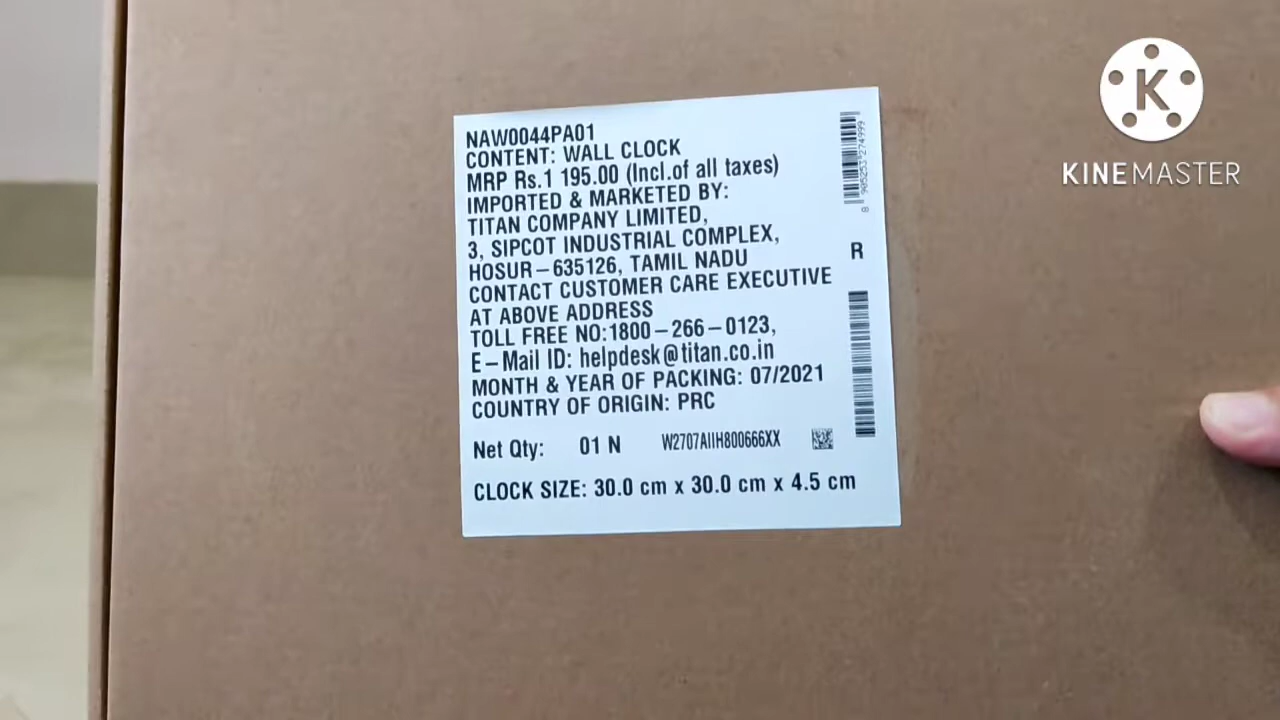 NAW0044PA01
CONTENT: WALL CLOCK
MRP Rs.1 195.00 (Incl.of all taxes)
IMPORTED & MARKETED BY:
TITAN COMPANY LIMITED,
3, SIPCOT INDUSTRIAL COMPLEX,
HOSUR–635126, TAMIL NADU
CONTACT CUSTOMER CARE EXECUTIVE
AT ABOVE ADDRESS
TOLL FREE NO:1800–266–0123,
E–Mail ID: helpdesk@titan.co.in
MONTH & YEAR OF PACKING: 07/2021
COUNTRY OF ORIGIN: PRC
Net Qty: 01 N W2707AIIH800666XX
CLOCK SIZE: 30.0 cm x 30.0 cm x 4.5 cm
R
K
KINEMASTER